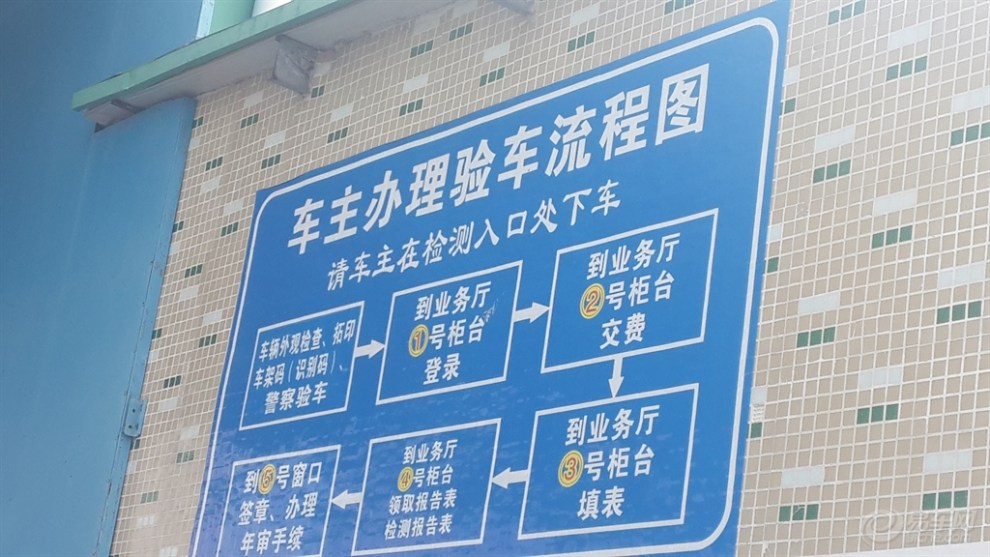 车主办理验车流程图
请车主在检测入口处下车
车辆外观检查、拓印
车架码（识别码）、
警察验车
到业务厅
①号柜台
登录
到业务厅
②号柜台
交费
到业务厅
③号柜台
填表
到业务厅
④号柜台
领取报告表
检测报告表
到⑤号窗口
签章、办理
年审手续